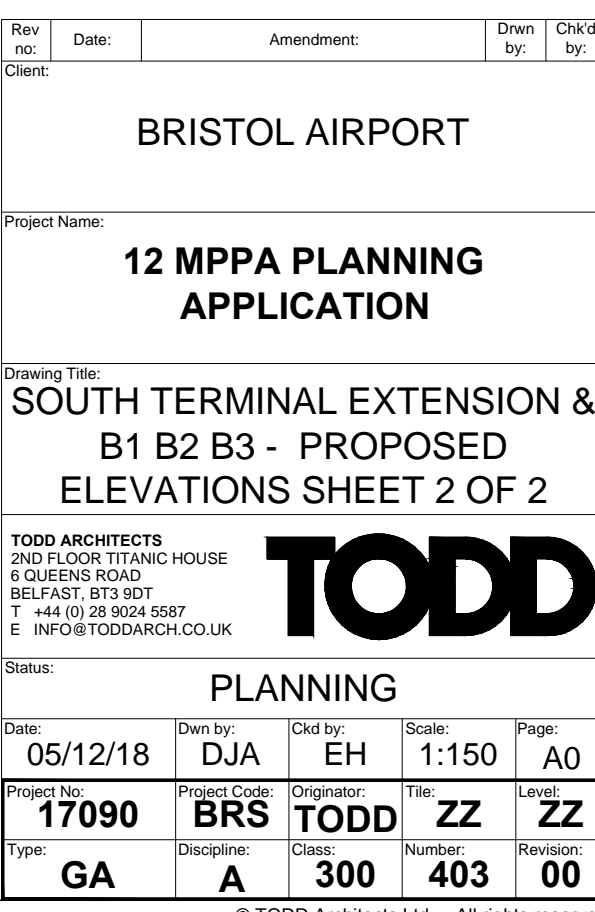 Rev no: Date: Amendment: Drwn by: Chk'd by:
Client:
BRISTOL AIRPORT
Project Name:
12 MPPA PLANNING
APPLICATION
Drawing Title:
SOUTH TERMINAL EXTENSION &
B1 B2 B3 - PROPOSED
ELEVATIONS SHEET 2 OF 2
TODD ARCHITECTS
2ND FLOOR TITANIC HOUSE
6 QUEENS ROAD
BELFAST, BT3 9DT
T +44 (0) 28 9024 5587
E INFO@TODDARCH.CO.UK
TODD
Status:
PLANNING
Date: Dwn by: Ckd by: Scale: Page:
05/12/18 DJA EH 1:150 A0
Project No: Project Code: Originator: Tile: Level:
17090 BRS TODD ZZ ZZ
Type: Discipline: Class: Number: Revision:
GA A 300 403 00
© TODD Architects Ltd. All rights